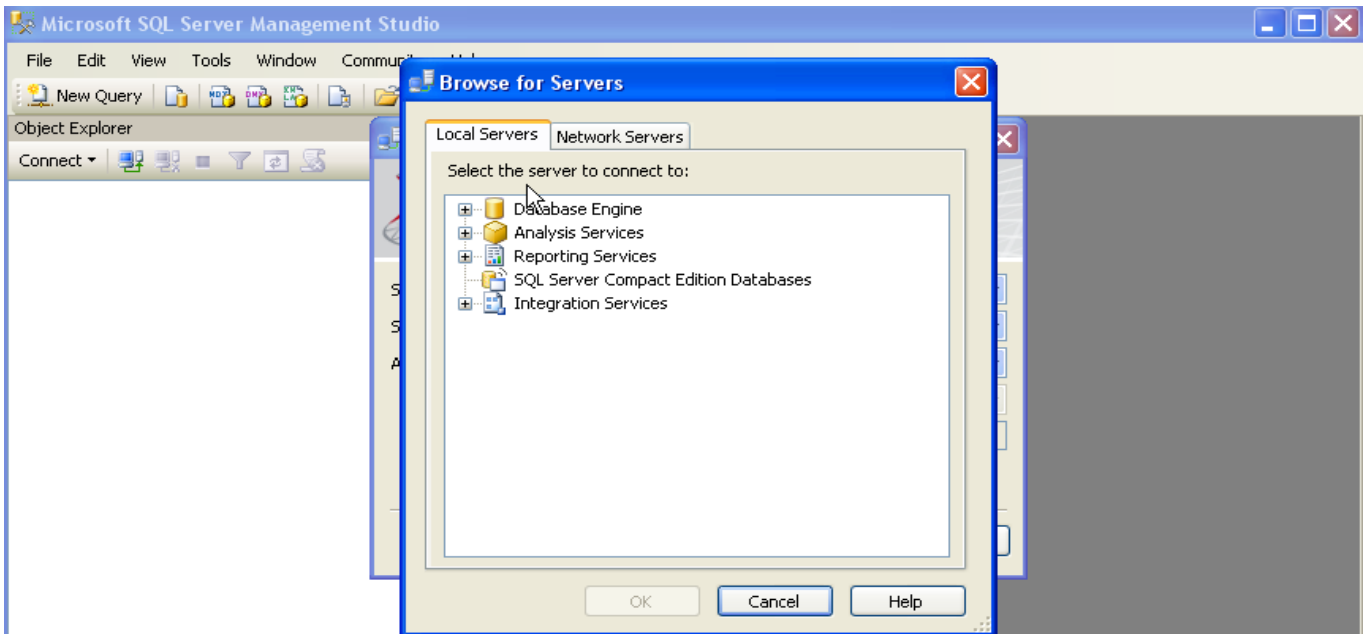 Microsoft SQL Server Management Studio
File Edit View Tools Window
New Query
Object Explorer
Connect
Browse for Servers
Local Servers Network Servers
Select the server to connect to:
Database Engine
Analysis Services
Reporting Services
SQL Server Compact Edition Databases
Integration Services
OK Cancel Help